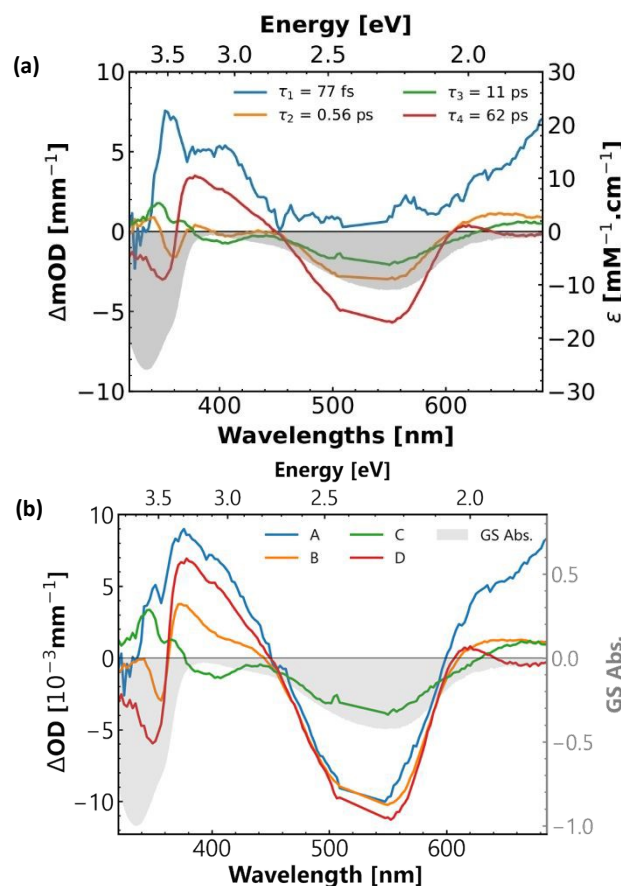 Energy [eV]
(a)
3.5 3.0 2.5 2.0
τ1 = 77 fs τ3 = 11 ps
τ2 = 0.56 ps τ4 = 62 ps
10 30
5 20
10
0 0
−10
−5
−20
−10 −30
ΔmOD [mm−1]
ε [mM−1.cm−1]
400 500 600
Wavelengths [nm]
Energy [eV]
(b)
3.5 3.0 2.5 2.0
A C GS Abs.
B D
10
5 0.5
0 0.0
−5 −0.5
−10 −1.0
ΔOD [10−3mm−1]
GS Abs.
400 500 600
Wavelength [nm]